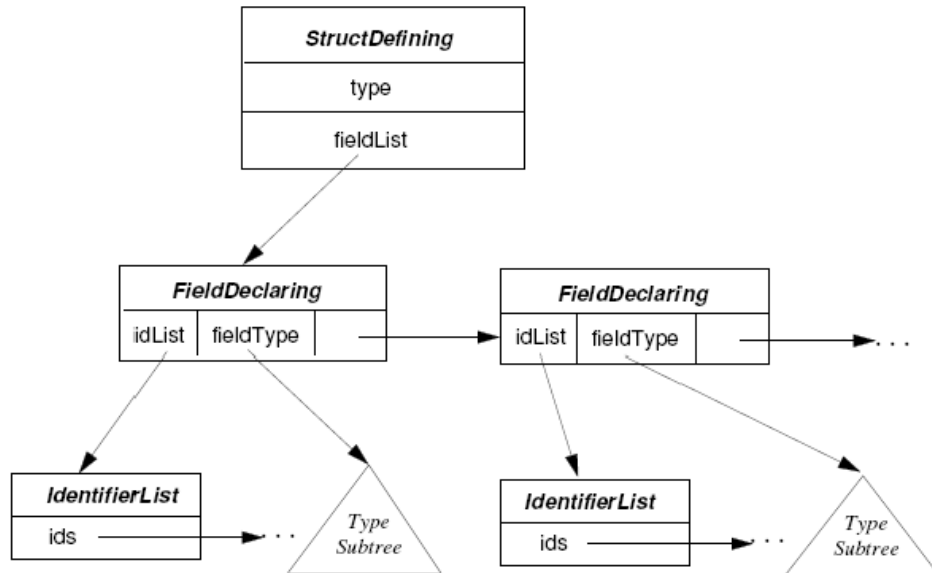 StructDefining
type
fieldList
FieldDeclaring
idList fieldType
FieldDeclaring
idList fieldType
. . .
IdentifierList
ids . . .
Type
Subtree
IdentifierList
ids . . .
Type
Subtree